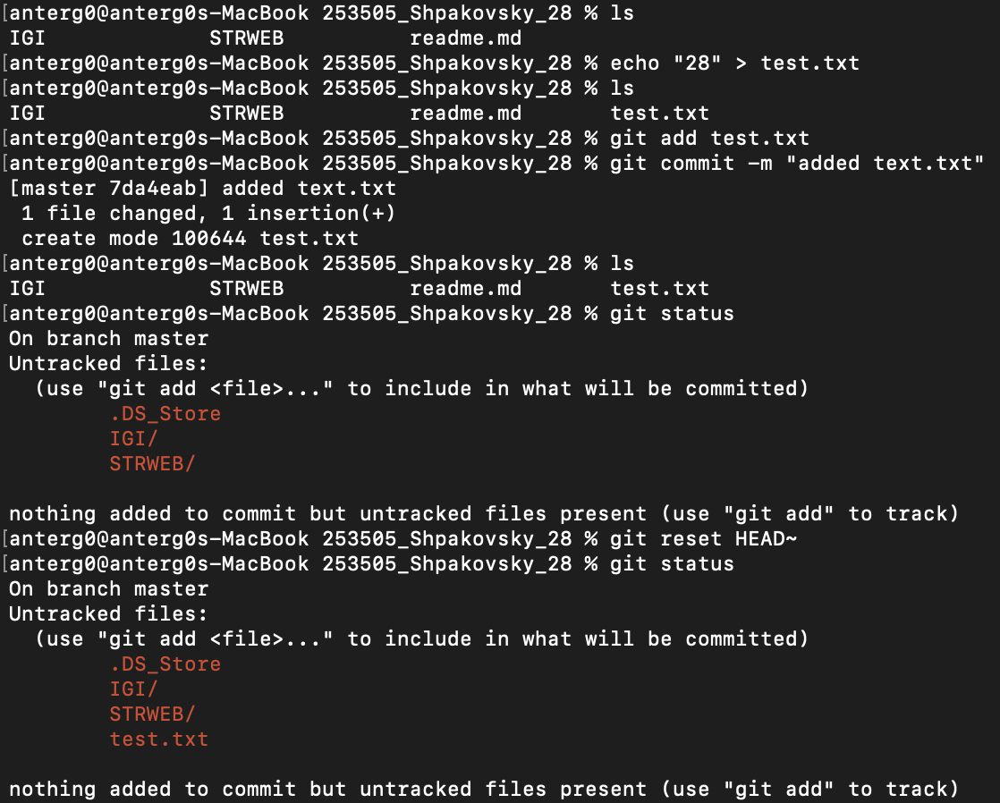 [anterg0@anterg0s-MacBook 253505_Shpakovsky_28 % ls
IGI             STRWEB          readme.md
[anterg0@anterg0s-MacBook 253505_Shpakovsky_28 % echo "28" > test.txt
[anterg0@anterg0s-MacBook 253505_Shpakovsky_28 % ls
IGI             STRWEB          readme.md       test.txt
[anterg0@anterg0s-MacBook 253505_Shpakovsky_28 % git add test.txt
[anterg0@anterg0s-MacBook 253505_Shpakovsky_28 % git commit -m "added text.txt"
[master 7da4eab] added text.txt
 1 file changed, 1 insertion(+)
 create mode 100644 test.txt
[anterg0@anterg0s-MacBook 253505_Shpakovsky_28 % ls
IGI             STRWEB          readme.md       test.txt
[anterg0@anterg0s-MacBook 253505_Shpakovsky_28 % git status
On branch master
Untracked files:
  (use "git add <file>..." to include in what will be committed)
        .DS_Store
        IGI/
        STRWEB/

nothing added to commit but untracked files present (use "git add" to track)
[anterg0@anterg0s-MacBook 253505_Shpakovsky_28 % git reset HEAD~
[anterg0@anterg0s-MacBook 253505_Shpakovsky_28 % git status
On branch master
Untracked files:
  (use "git add <file>..." to include in what will be committed)
        .DS_Store
        IGI/
        STRWEB/
        test.txt

nothing added to commit but untracked files present (use "git add" to track)